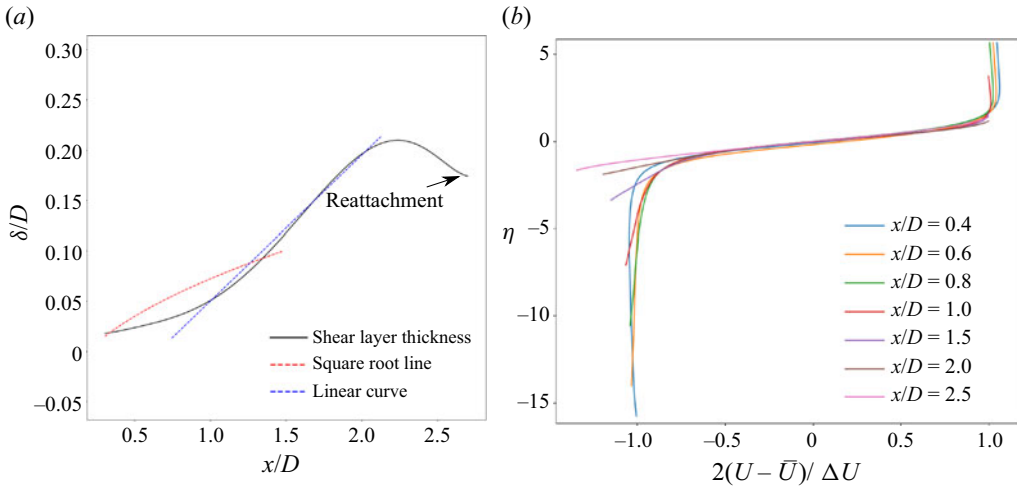 (a)
0.30
0.20
0.15
0.20
0.10
0.05
0
−0.05
δ/D
Reattachment
Shear layer thickness
Square root line
Linear curve
0.5
1.0
1.5
2.0
2.5
x/D
(b)
5
0
−5
−10
−15
η
x/D = 0.4
x/D = 0.6
x/D = 0.8
x/D = 1.0
x/D = 1.5
x/D = 2.0
x/D = 2.5
−1.0
−0.5
0
0.5
1.0
2(U – Ū)/ ΔU